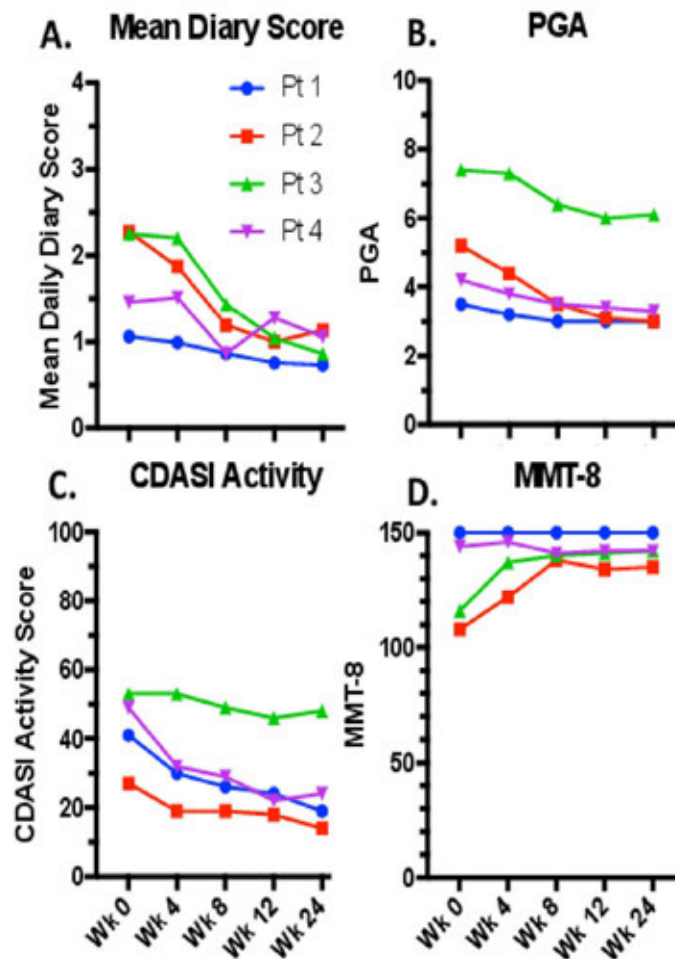 A. Mean Diary Score
Mean Daily Diary Score
4
3
2
1
0
Pt 1
Pt 2
Pt 3
Pt 4
B. PGA
PGA
10
8
6
4
2
0
C. CDASI Activity
CDASI Activity Score
100
80
60
40
20
0
Wk 0
Wk 4
Wk 8
Wk 12
Wk 24
D. MMT-8
MMT-8
150
100
50
0
Wk 0
Wk 4
Wk 8
Wk 12
Wk 24